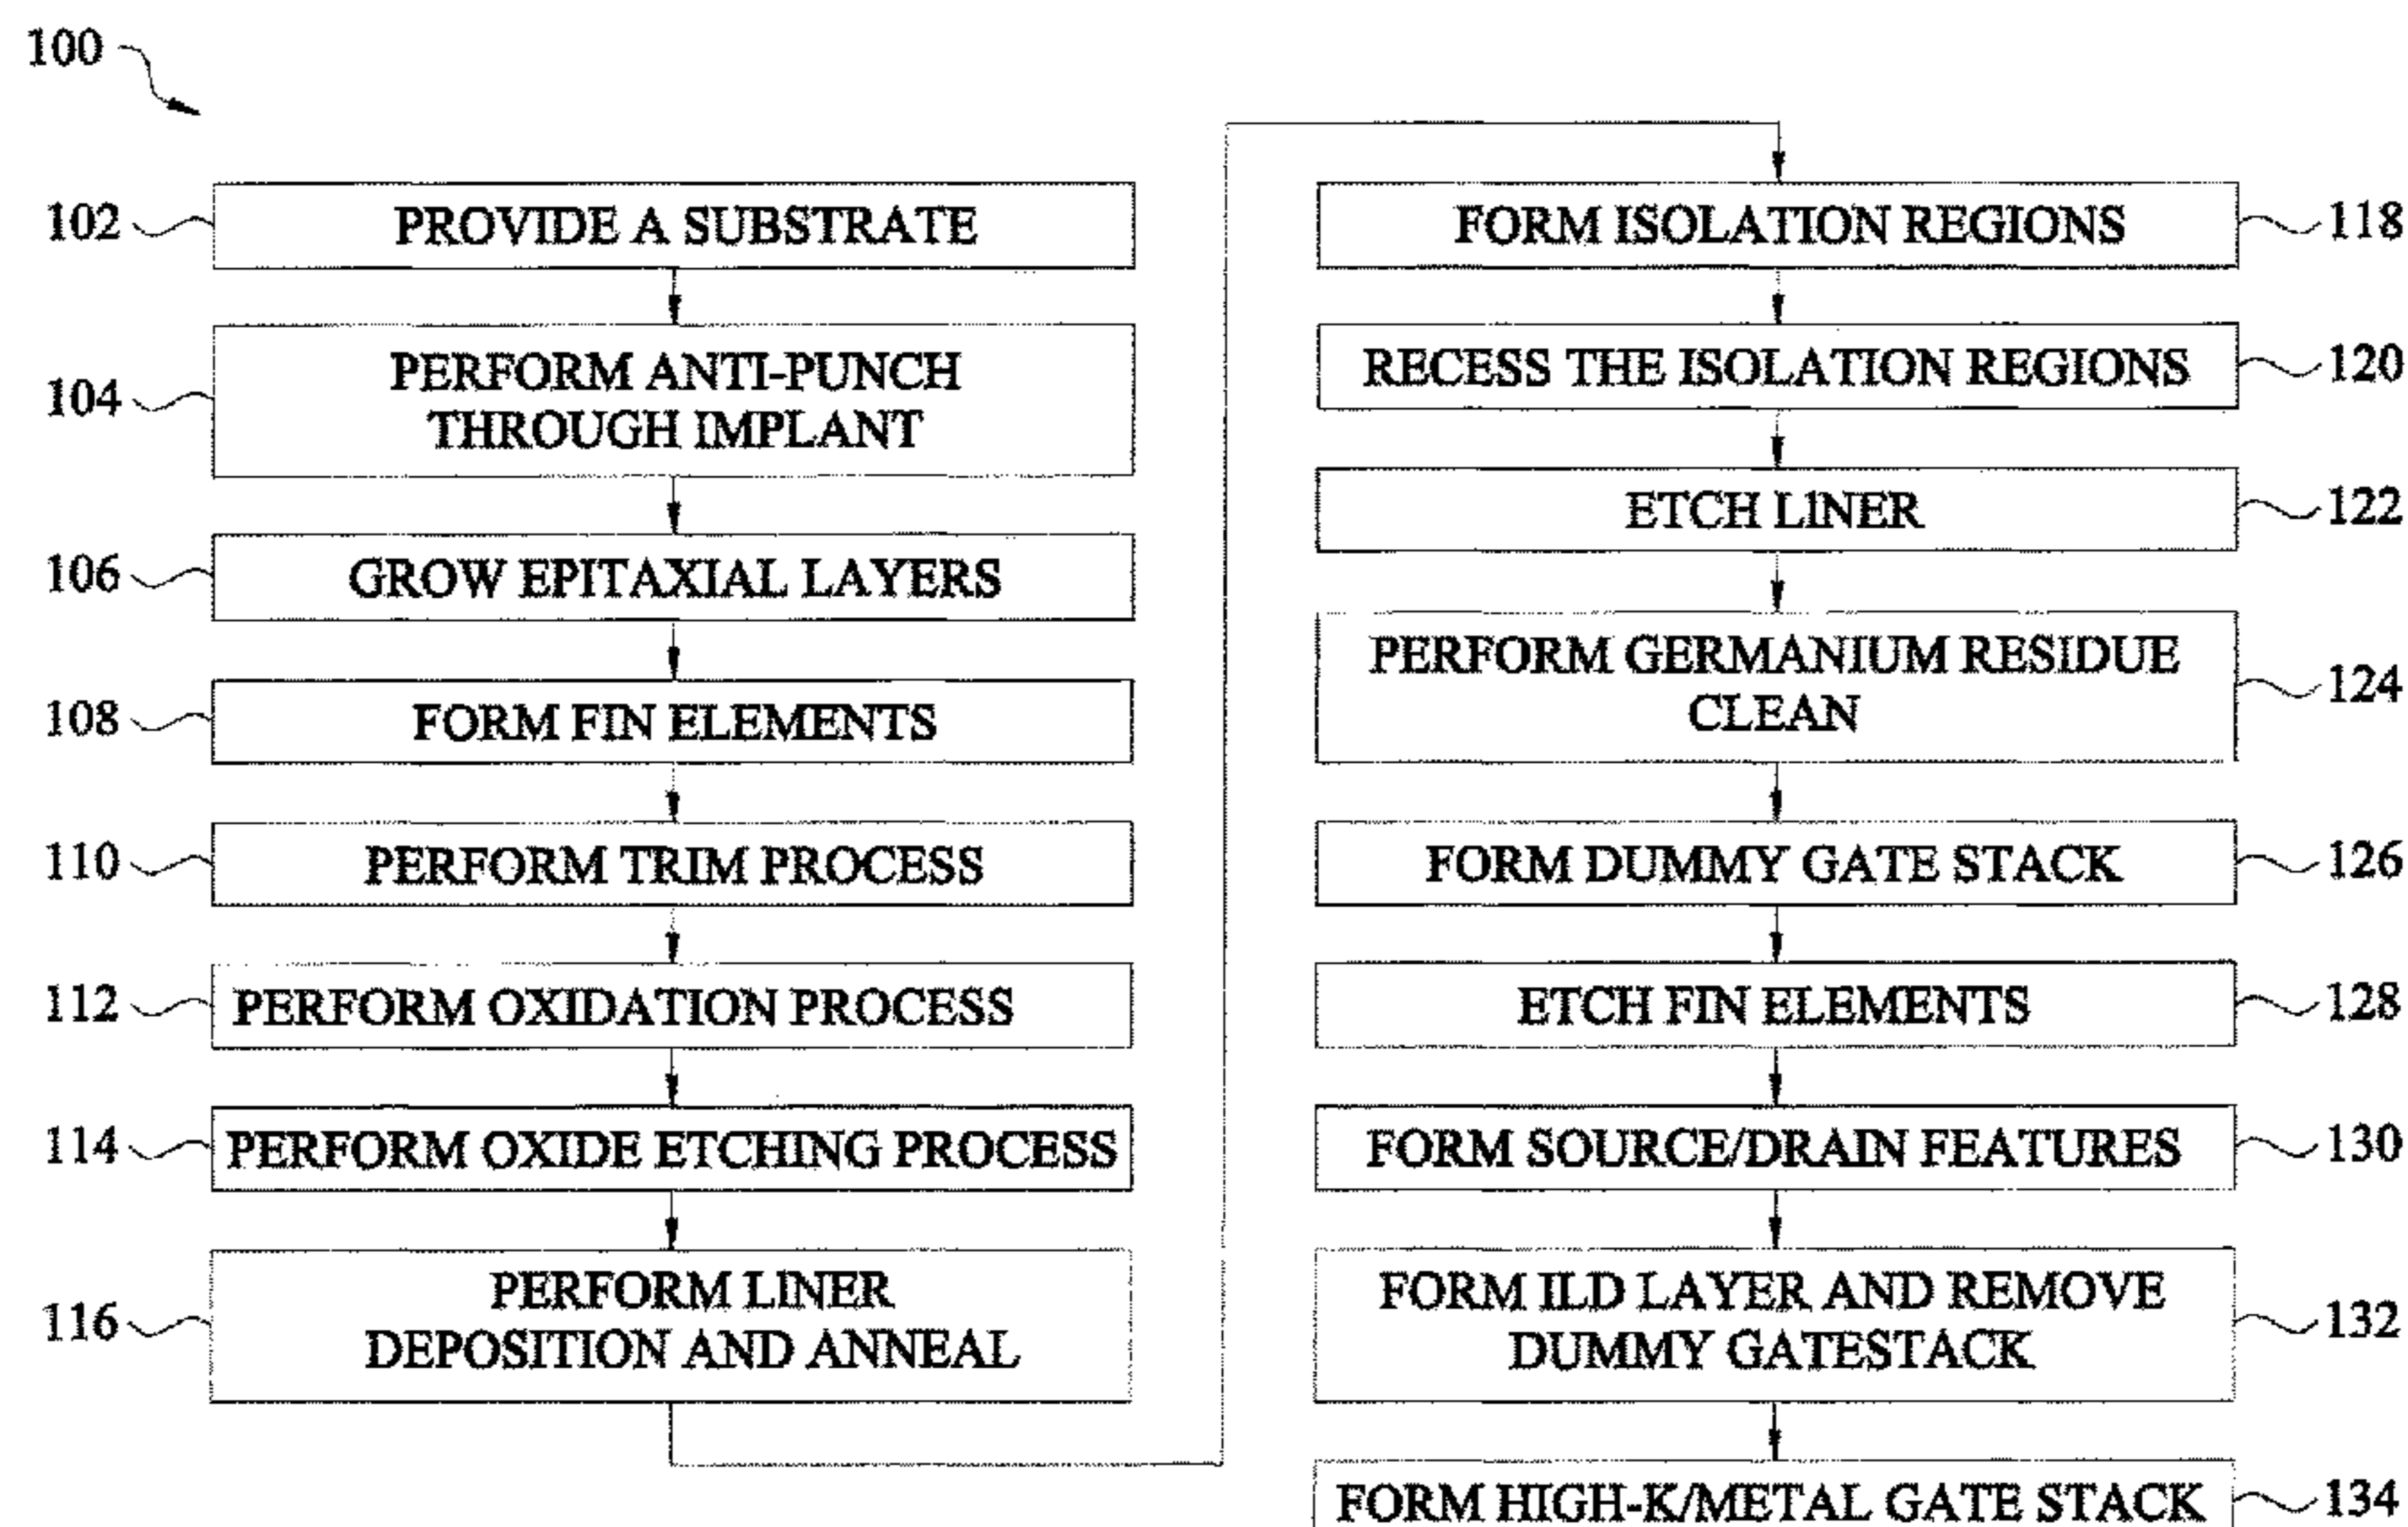 100
102
PROVIDE A SUBSTRATE
104
PERFORM ANTI-PUNCH
THROUGH IMPLANT
106
GROW EPITAXIAL LAYERS
108
FORM FIN ELEMENTS
110
PERFORM TRIM PROCESS
112
PERFORM OXIDATION PROCESS
114
PERFORM OXIDE ETCHING PROCESS
116
PERFORM LINER
DEPOSITION AND ANNEAL
FORM ISOLATION REGIONS
118
RECESS THE ISOLATION REGIONS
120
ETCH LINER
122
PERFORM GERMANIUM RESIDUE
CLEAN
124
FORM DUMMY GATE STACK
126
ETCH FIN ELEMENTS
128
FORM SOURCE/DRAIN FEATURES
130
FORM ILD LAYER AND REMOVE
DUMMY GATESTACK
132
FORM HIGH-K/METAL GATE STACK
134